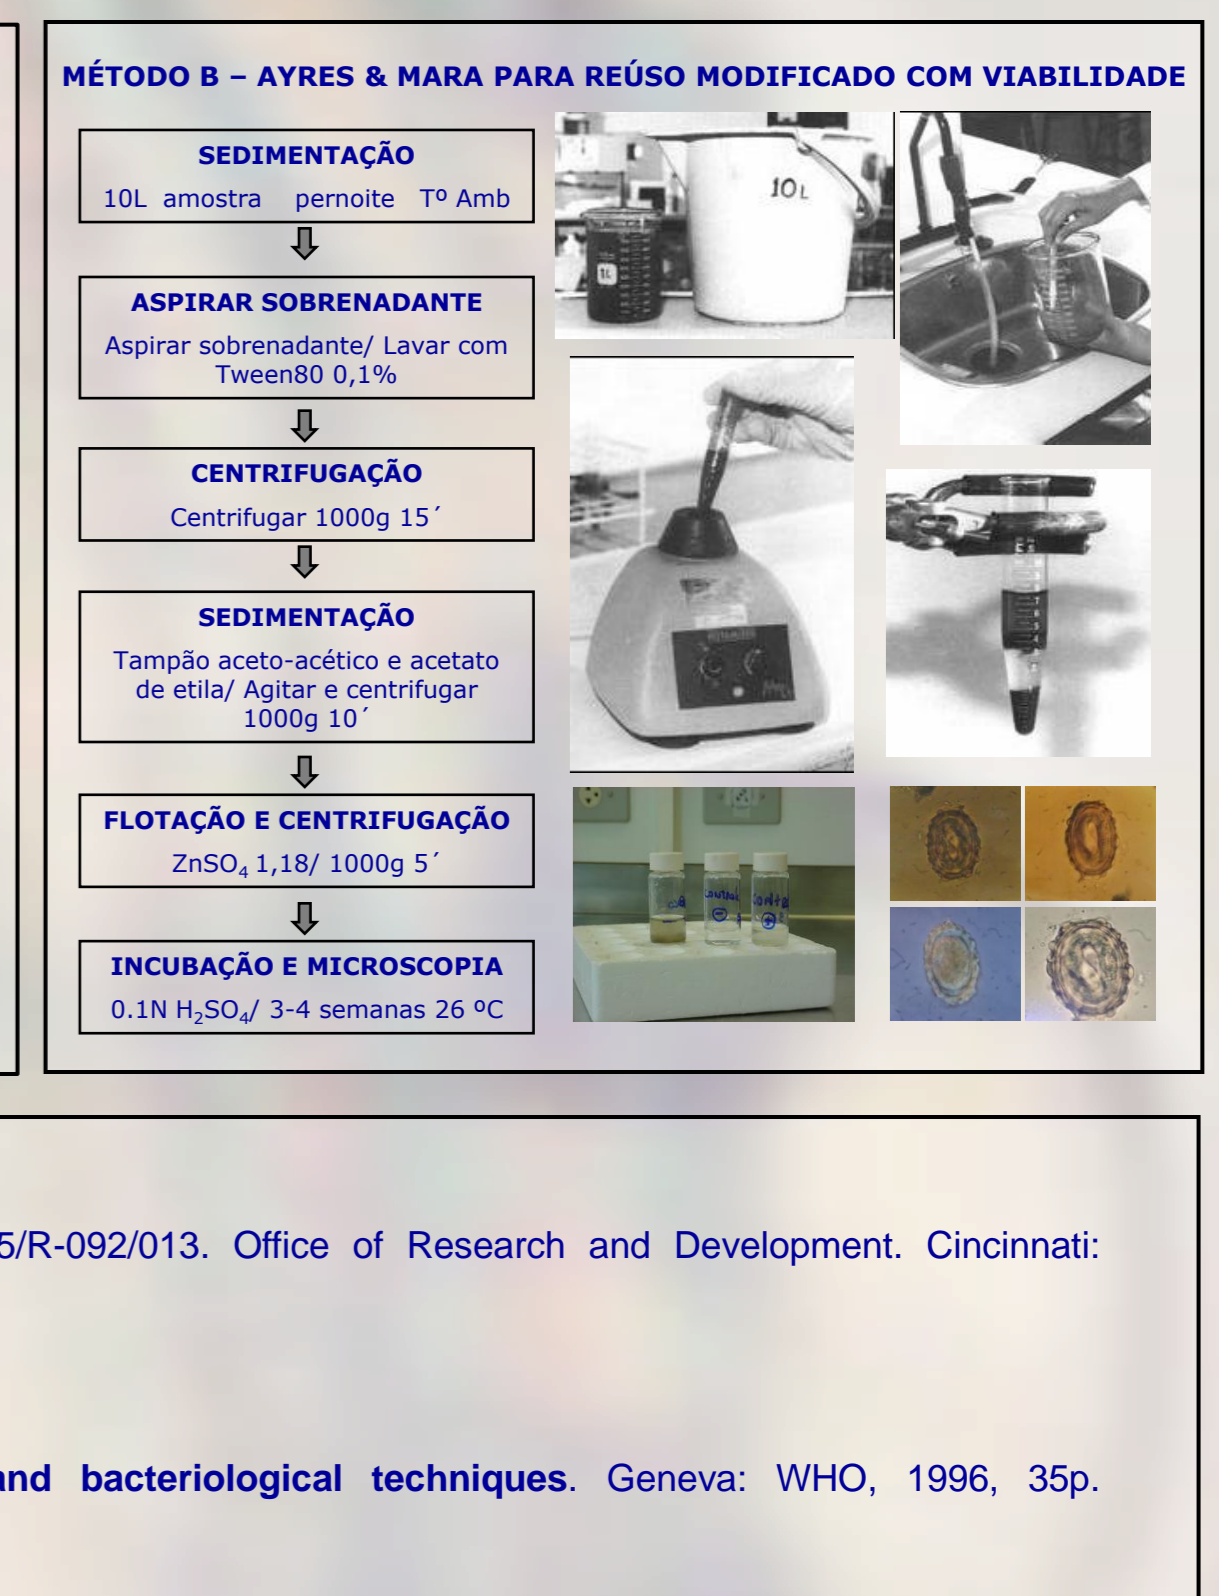 MÉTODO B – AYRES & MARA PARA REÚSO MODIFICADO COM VIABILIDADE
SEDIMENTAÇÃO
10L amostra pernoite Tº Amb
ASPIRAR SOBRENADANTE
Aspirar sobrenadante/ Lavar com
Tween80 0,1%
CENTRIFUGAÇÃO
Centrifugar 1000g 15´
SEDIMENTAÇÃO
Tampão aceto-acético e acetato
de etila/ Agitar e centrifugar
1000g 10´
FLOTAÇÃO E CENTRIFUGAÇÃO
ZnSO₄ 1,18/ 1000g 5´
INCUBAÇÃO E MICROSCOPIA
0.1N H₂SO₄/ 3-4 semanas 26 ºC
10L
1L
5/R-092/013. Office of Research and Development. Cincinnati:
and bacteriological techniques. Geneva: WHO, 1996, 35p.